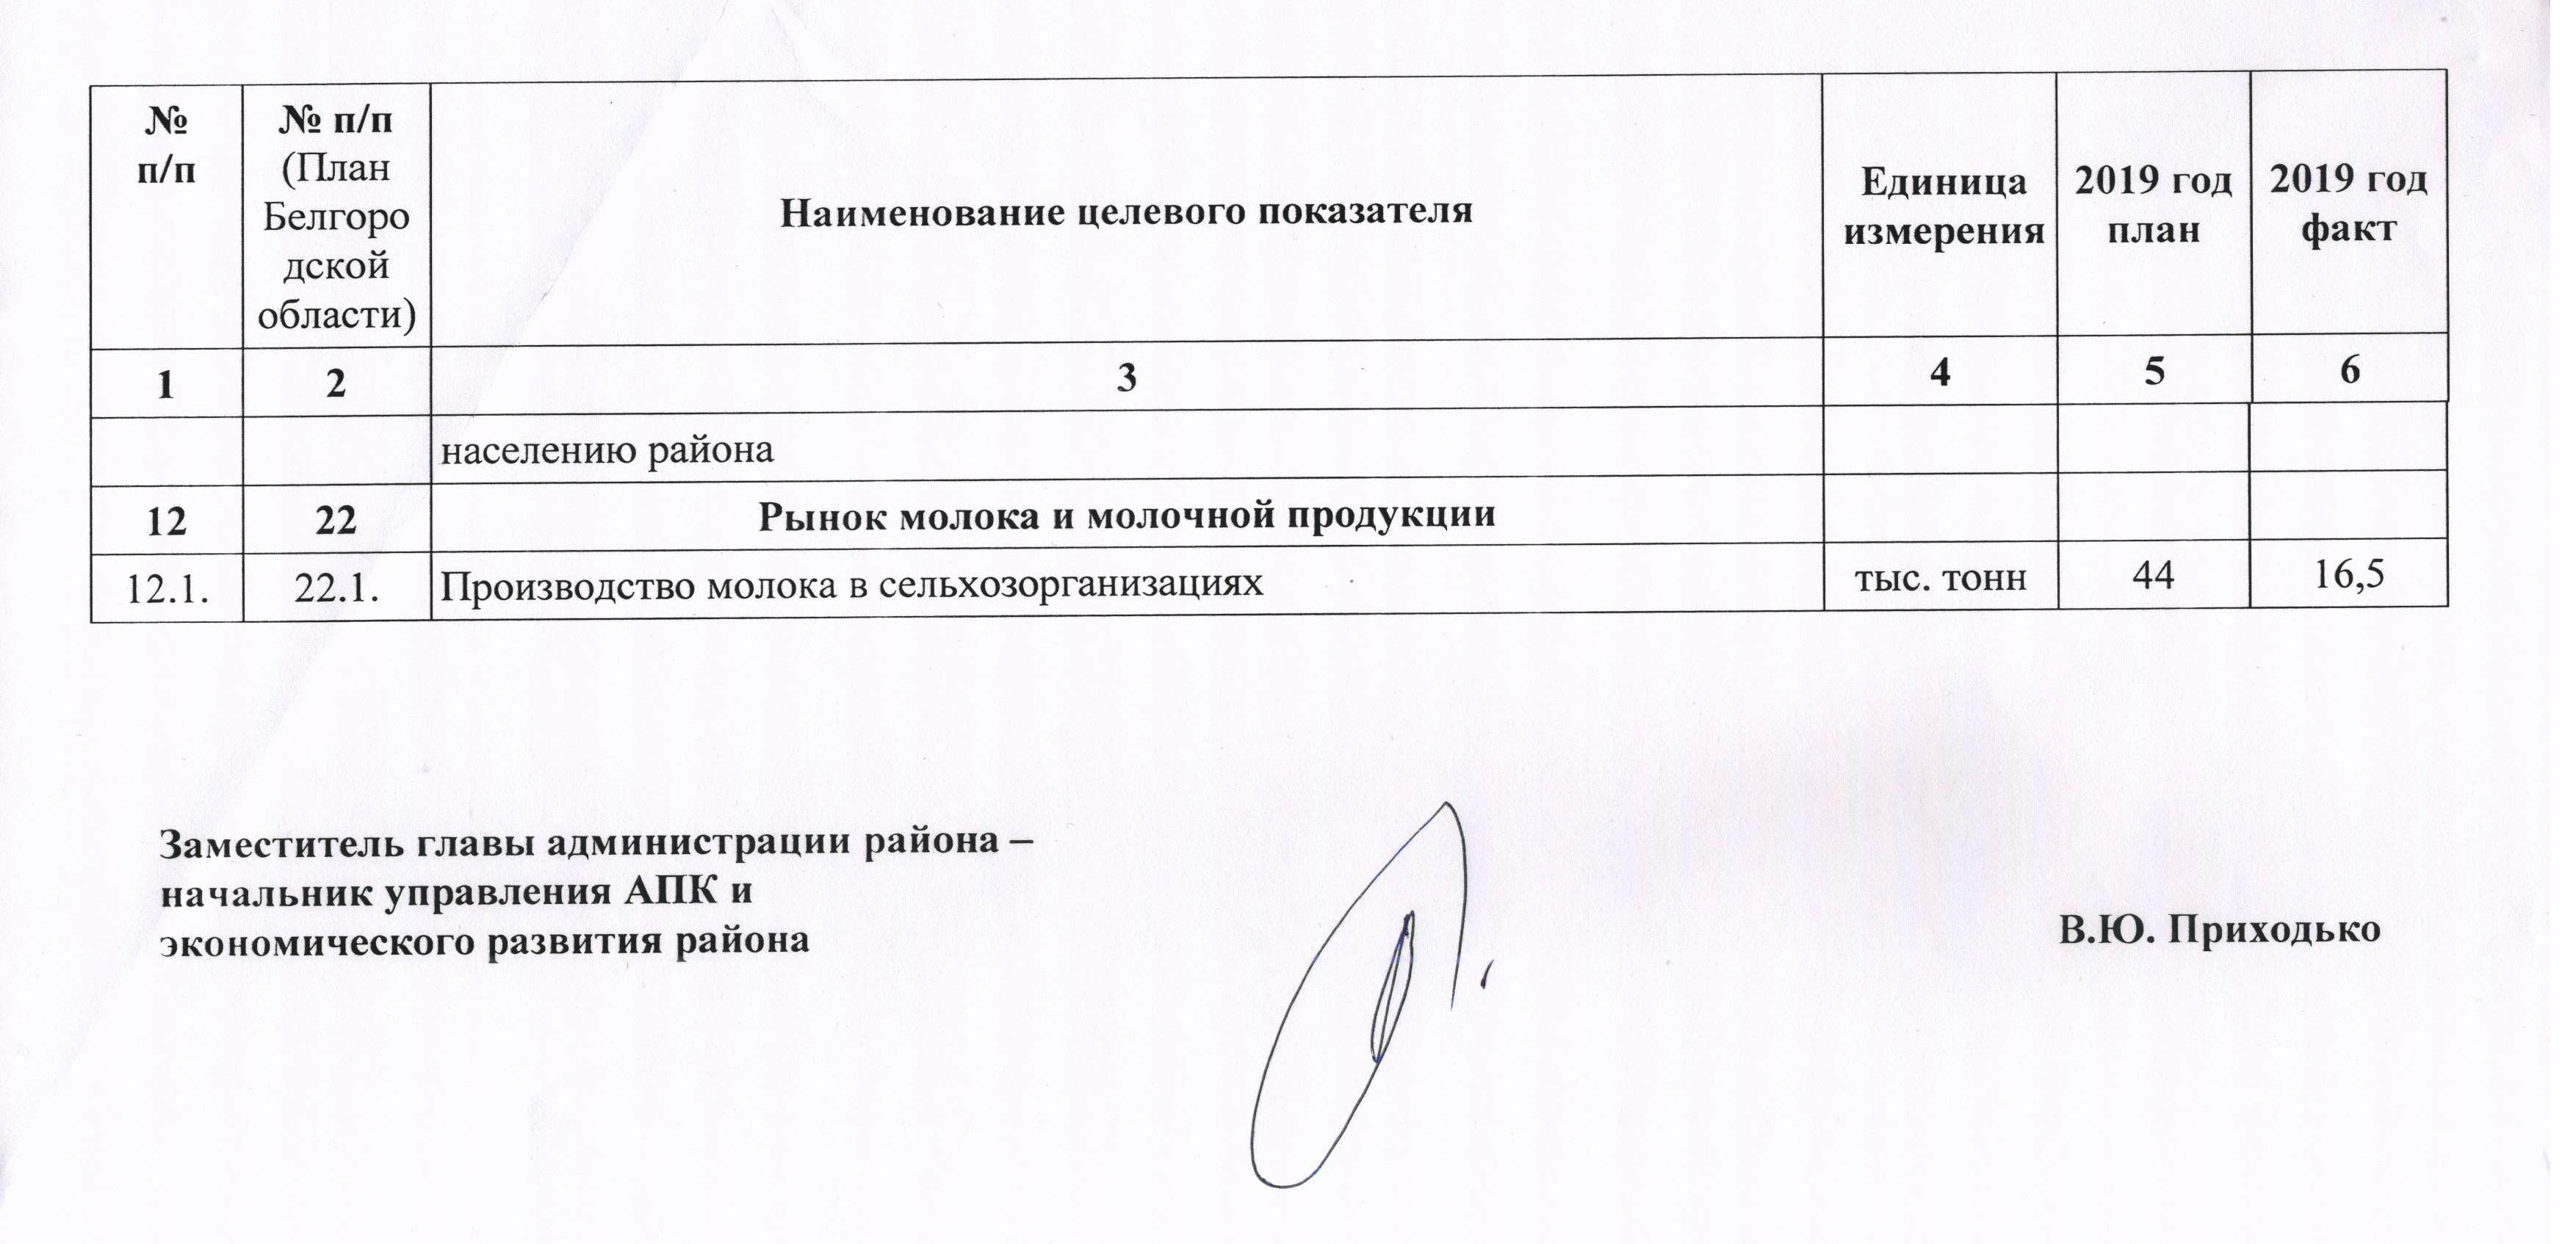 № п/п
№ п/п (План Белгородской области)
Наименование целевого показателя
Единица измерения
2019 год план
2019 год факт
1 2 3 4 5 6
населению района
12 22 Рынок молока и молочной продукции
12.1. 22.1. Производство молока в сельхозорганизациях тыс. тонн 44 16,5
Заместитель главы администрации района –
начальник управления АПК и
экономического развития района
В.Ю. Приходько